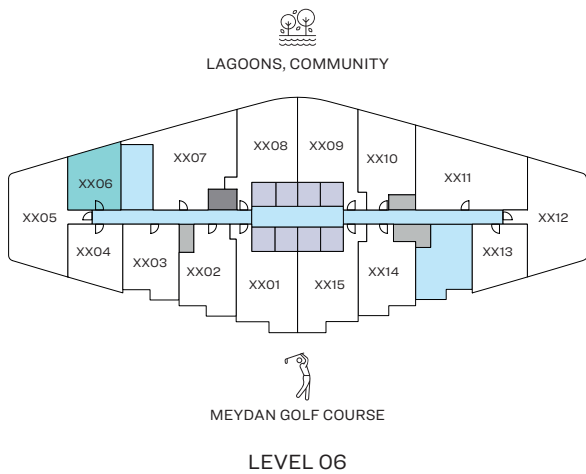 LAGOONS, COMMUNITY
XX08
XX09
XX07
XX10
XX06
XX11
XX05
XX12
XX04
XX03
XX02
XX01
XX15
XX14
XX13
MEYDAN GOLF COURSE
LEVEL 06